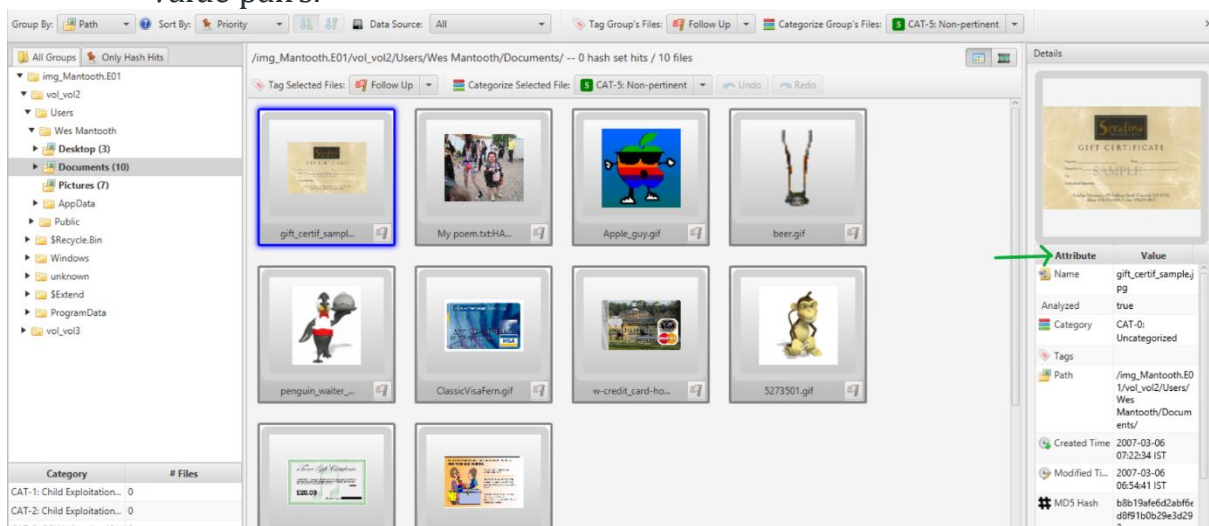 value pairs.
Group By: Path Sort By: Priority Data Source: All Tag Group's Files: Follow Up Categorize Group's Files: CAT-5: Non-pertinent
All Groups Only Hash Hits
/img_Mantooth.E01/vol_vol2/Users/Wes Mantooth/Documents/ -- 0 hash set hits / 10 files
Tag Selected Files: Follow Up Categorize Selected File: CAT-5: Non-pertinent Undo Redo
img_Mantooth.E01
vol_vol2
Users
Wes Mantooth
Desktop (3)
Documents (10)
Pictures (7)
AppData
Public
$Recycle.Bin
Windows
unknown
$Extend
ProgramData
vol_vol3
Category # Files
CAT-1: Child Exploitation... 0
CAT-2: Child Exploitation... 0
gift_certif_sampl... My poem.txt:HA... Apple_guy.gif beer.gif
VISA
penguin_waiter_... ClassicVisaFern.gif w-credit_card-ho... 5273501.gif
£20.00
Details
Serafina
GIFT CERTIFICATE
SAMPLE
Attribute Value
Name gift_certif_sample.j
pg
Analyzed true
Category CAT-0:
Uncategorized
Tags
Path /img_Mantooth.E0
1/vol_vol2/Users/
Wes
Mantooth/Docum
ents/
Created Time 2007-03-06
07:22:34 IST
Modified Ti... 2007-03-06
06:54:41 IST
MD5 Hash b8b19afe6d2abf6e
d8f91b0b29e3d29